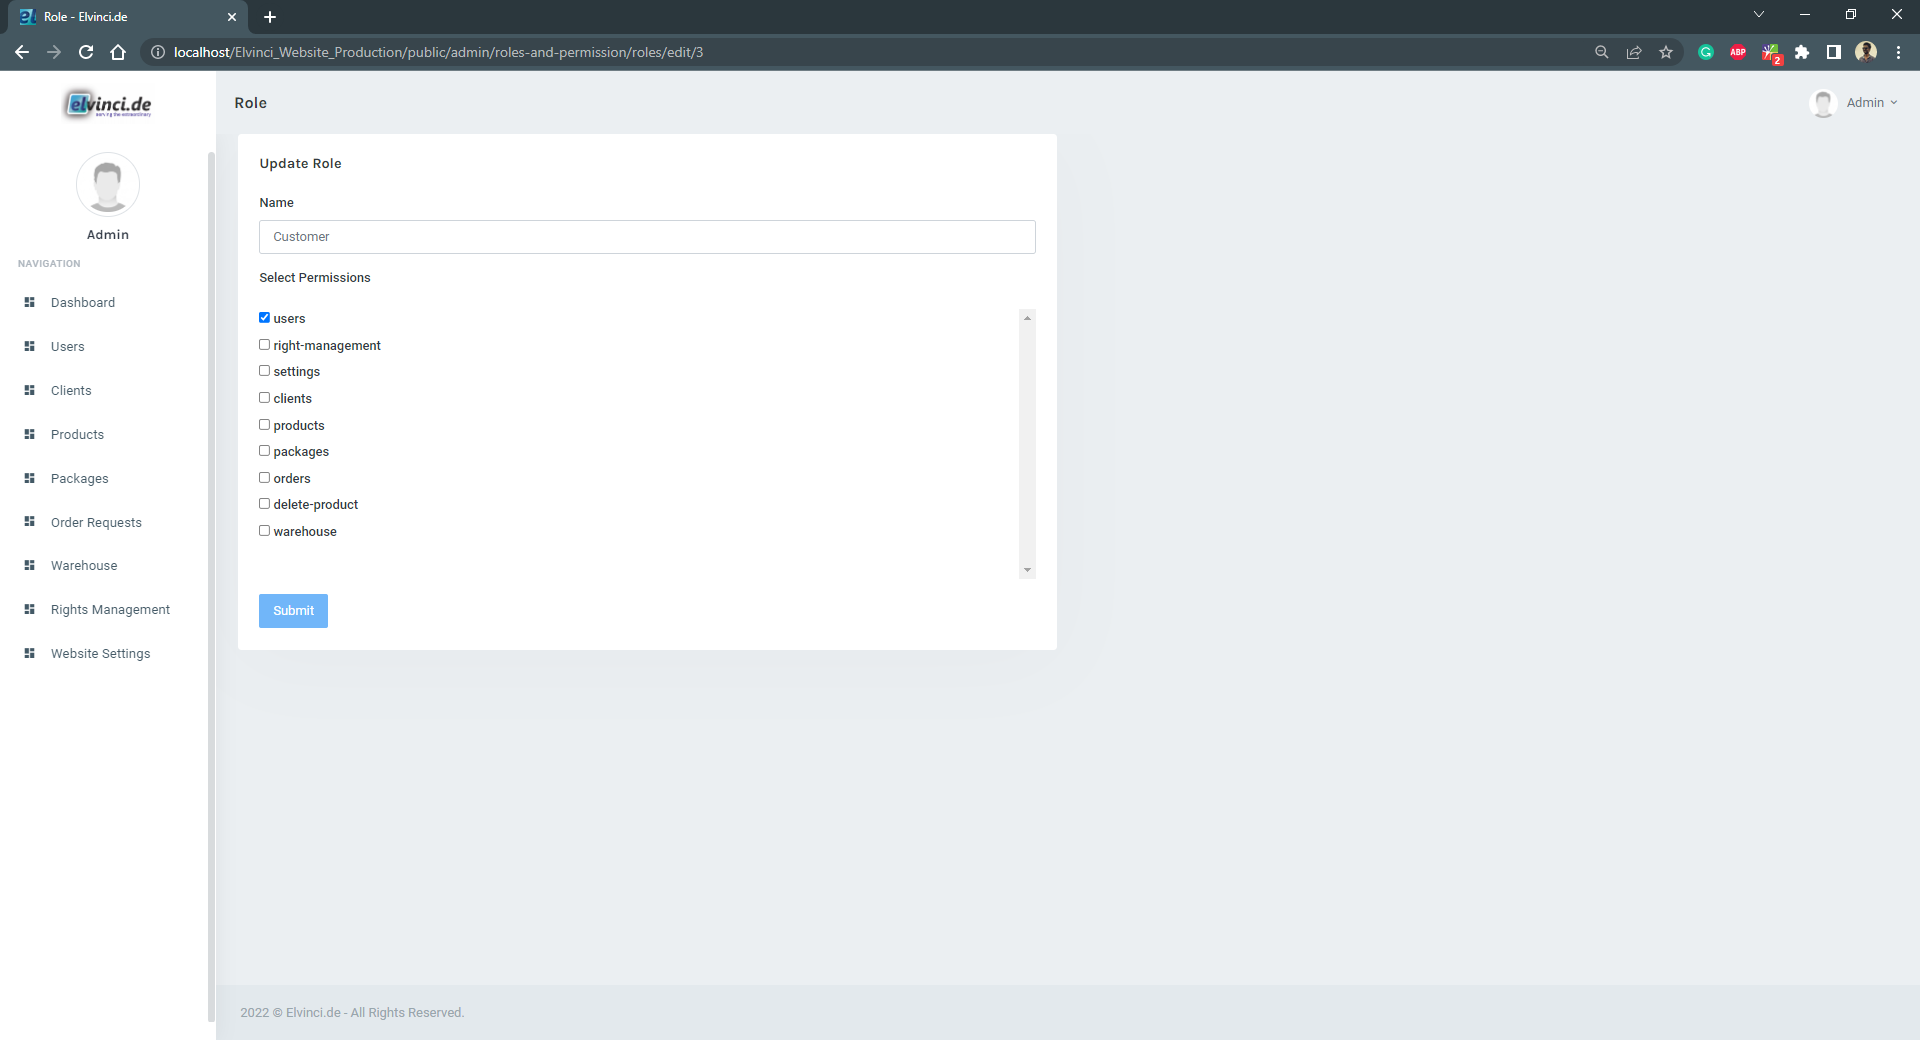 Role - Elvinci.de
localhost/Elvinci_Website_Production/public/admin/roles-and-permission/roles/edit/3
ABP
2
elvinci.de
Role
Admin
Admin
NAVIGATION
Dashboard
Users
Clients
Products
Packages
Order Requests
Warehouse
Rights Management
Website Settings
Update Role
Name
Customer
Select Permissions
users
right-management
settings
clients
products
packages
orders
delete-product
warehouse
Submit
2022 © Elvinci.de - All Rights Reserved.